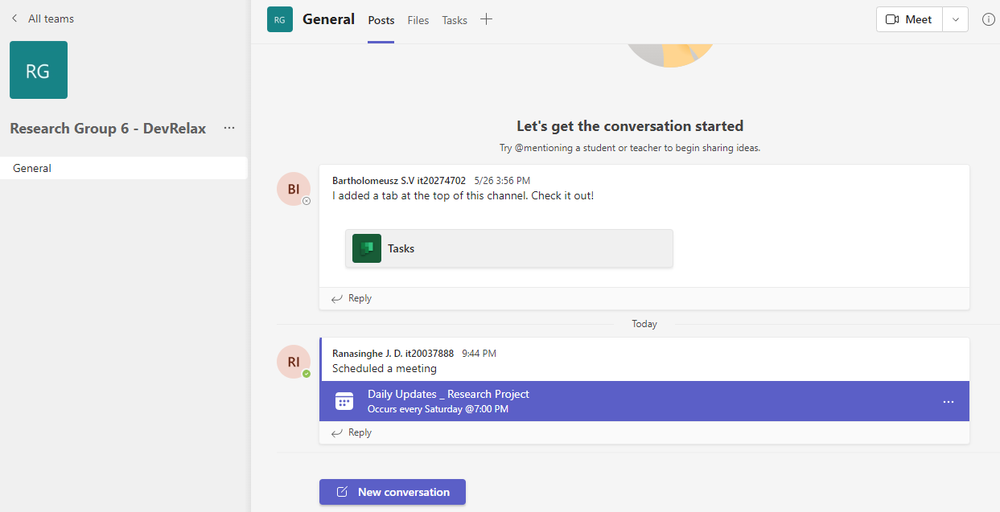 All teams
RG
Research Group 6 - DevRelax ...
General
RG General Posts Files Tasks
Meet
Let's get the conversation started
Try @mentioning a student or teacher to begin sharing ideas.
BI
Bartholomeusz S.V it20274702 5/26 3:56 PM
I added a tab at the top of this channel. Check it out!
Tasks
Reply
Today
RI
Ranasinghe J. D. it20037888 9:44 PM
Scheduled a meeting
Daily Updates _ Research Project
Occurs every Saturday @7:00 PM
...
Reply
New conversation